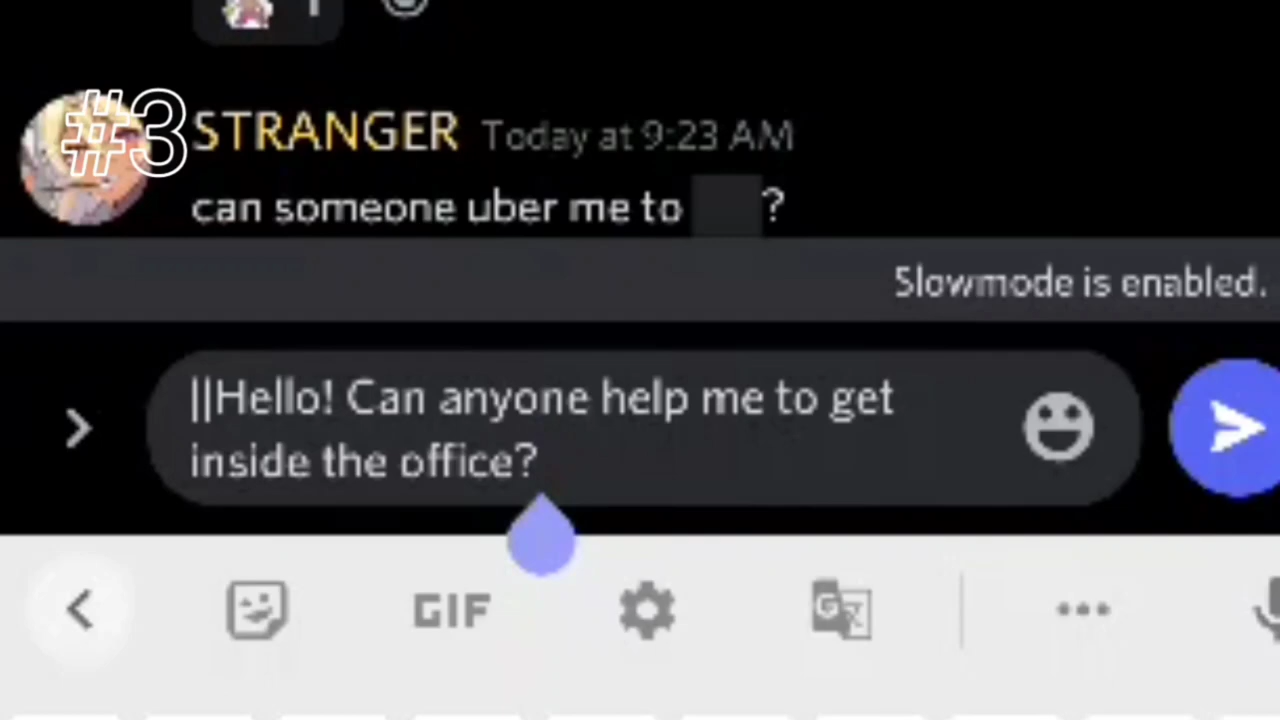 #3
STRANGER Today at 9:23 AM
can someone uber me to ?
Slowmode is enabled.
||Hello! Can anyone help me to get
inside the office?
GIF